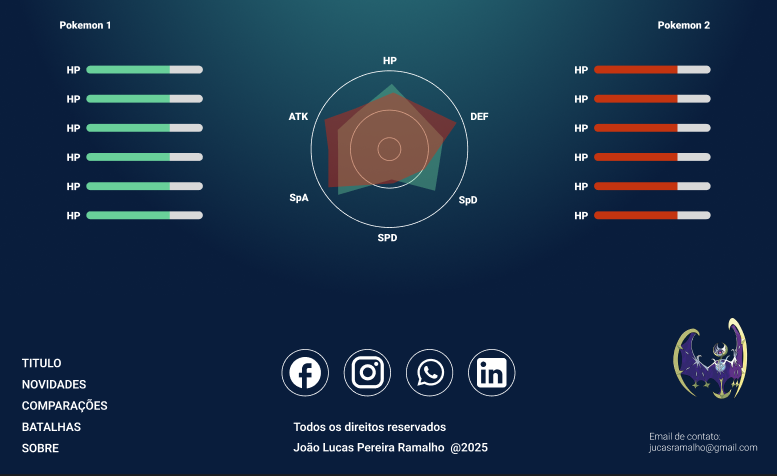 Pokemon 1
Pokemon 2
HP
HP
HP
HP
HP
HP
HP
ATK
DEF
SpA
SpD
SPD
HP
HP
HP
HP
HP
HP
TITULO
NOVIDADES
COMPARAÇÕES
BATALHAS
SOBRE
Todos os direitos reservados
João Lucas Pereira Ramalho @2025
Email de contato:
jucasramalho@gmail.com